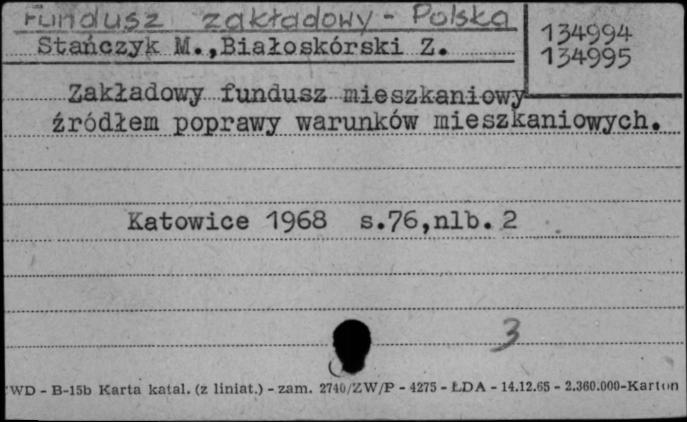 Fundusz zakładowy - Polska
134994
Stańczyk M.,Białoskórski Z.
134995
Zakładowy fundusz mieszkaniowy
źródłem poprawy warunków mieszkaniowych.
Katowice 1968 s.76,nlb. 2
3
WD - B-15b Karta katal. (z liniat.) - zam. 2740/ZW/P - 4275 - ŁDA - 14.12.65 - 2.360.000-Karton